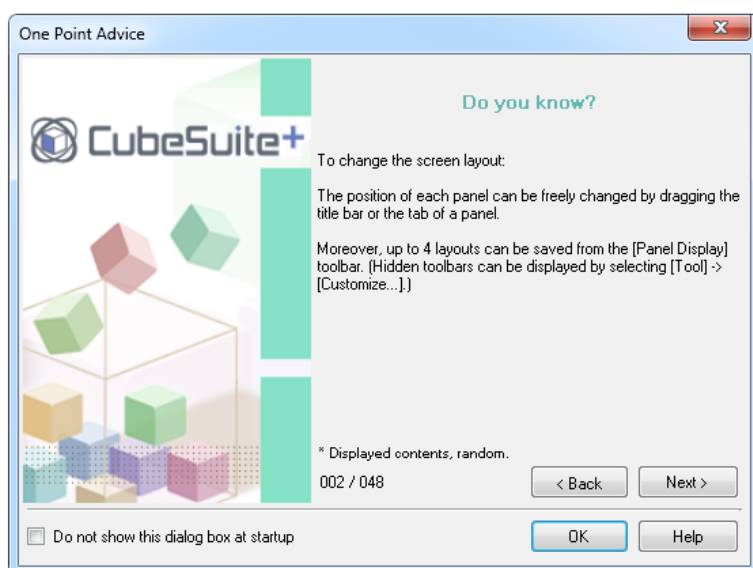 One Point Advice
CubeSuite+
Do you know?
To change the screen layout:
The position of each panel can be freely changed by dragging the
title bar or the tab of a panel.
Moreover, up to 4 layouts can be saved from the [Panel Display]
toolbar. (Hidden toolbars can be displayed by selecting [Tool] ->
[Customize...].)
* Displayed contents, random.
002 / 048
< Back
Next >
Do not show this dialog box at startup
OK
Help